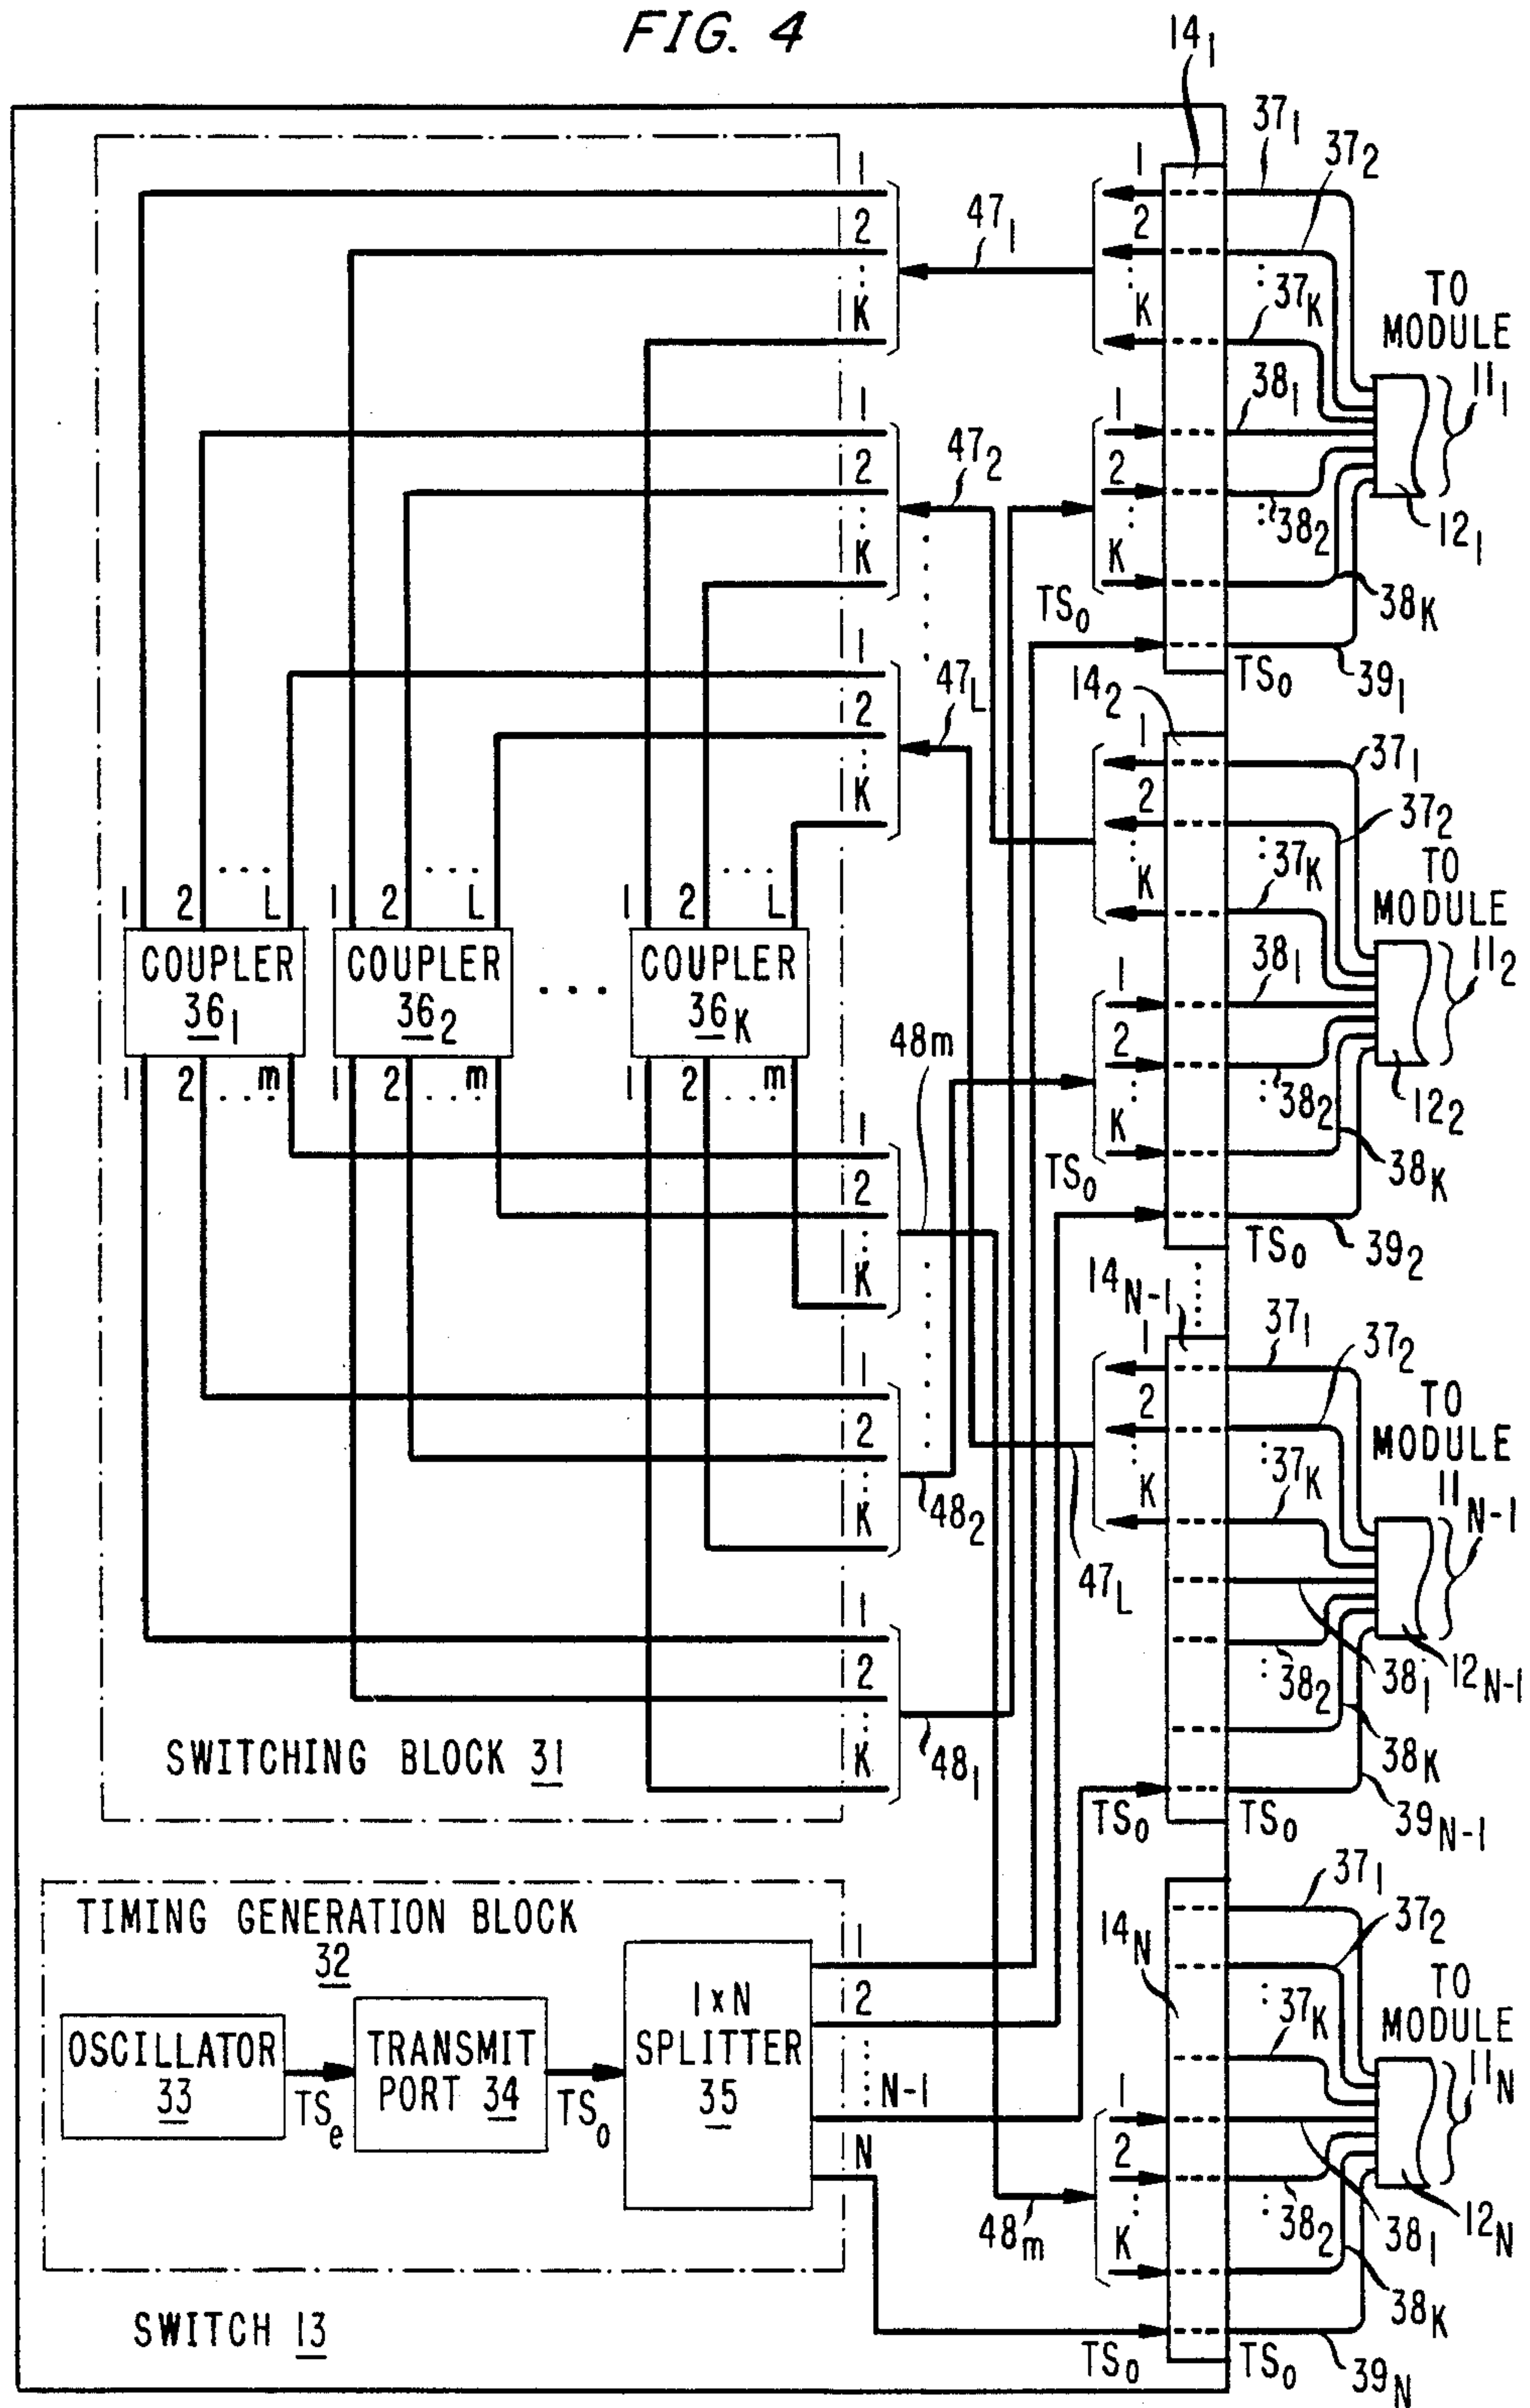 FIG. 4
14₁
37₁
37₂
37K
1
2
K
47₁
1
2
K
TO
MODULE
11₁
38₁
38₂
38K
12₁
1
2
K
47₂
1
2
K
TS₀
TS₀
39₁
1
2
K
47L
14₂
1
2
K
37₁
37₂
37K
TO
MODULE
11₂
1 2 .... L
1 2 .... L
1 2 .... L
COUPLER
36₁
COUPLER
36₂
...
COUPLER
36K
1 2 .... m
1 2 .... m
1 2 .... m
38₁
38₂
38K
12₂
1
2
K
48m
TS₀
TS₀
39₂
1
2
K
14N-1
1
2
K
37₁
37₂
37K
TO
MODULE
11N-1
1
2
K
48₂
47L
38₁
38₂
38K
12N-1
1
2
K
48₁
SWITCHING BLOCK 31
TS₀
TS₀
39N-1
TIMING GENERATION BLOCK
32
OSCILLATOR
33
TSe
TRANSMIT
PORT 34
TS₀
1×N
SPLITTER
35
1
2
N-1
N
14N
37₁
37₂
37K
TO
MODULE
11N
1
2
K
48m
38₁
38₂
38K
12N
TS₀
TS₀
39N
SWITCH 13